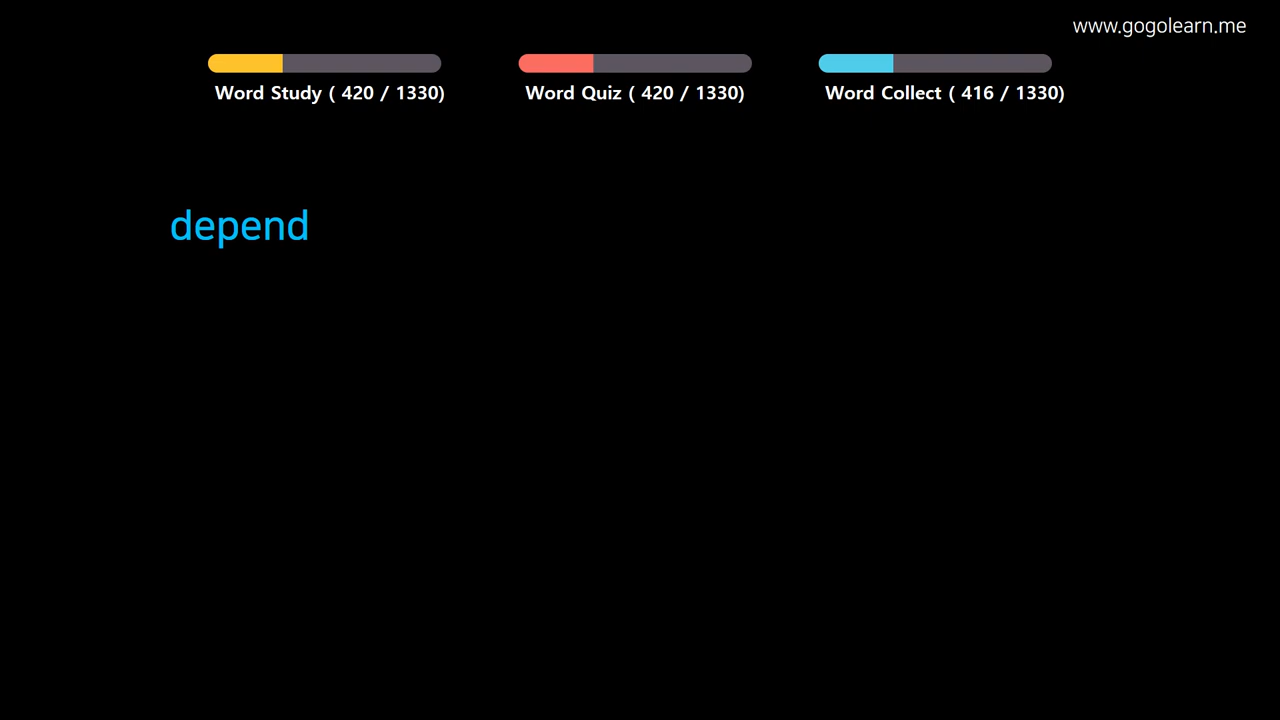 www.gogolearn.me
Word Study ( 420 / 1330)
Word Quiz ( 420 / 1330)
Word Collect ( 416 / 1330)
depend